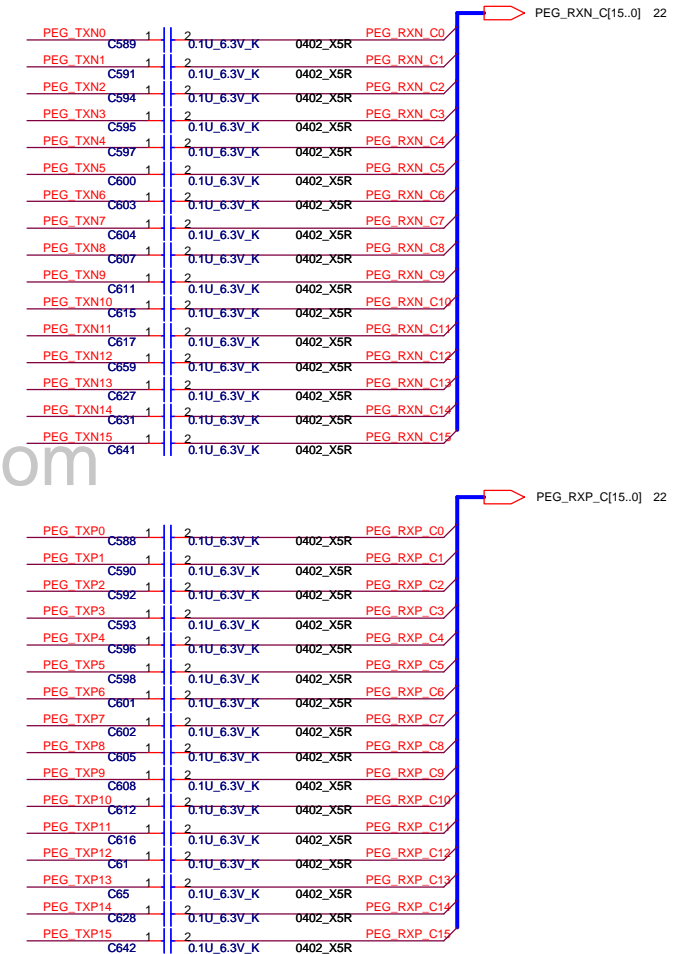 PEG_RXN_C[15..0] 22
PEG_TXN0 1 2 PEG_RXN_C0
C589 0.1U_6.3V_K 0402_X5R
PEG_TXN1 1 2 PEG_RXN_C1
C591 0.1U_6.3V_K 0402_X5R
PEG_TXN2 1 2 PEG_RXN_C2
C594 0.1U_6.3V_K 0402_X5R
PEG_TXN3 1 2 PEG_RXN_C3
C595 0.1U_6.3V_K 0402_X5R
PEG_TXN4 1 2 PEG_RXN_C4
C597 0.1U_6.3V_K 0402_X5R
PEG_TXN5 1 2 PEG_RXN_C5
C600 0.1U_6.3V_K 0402_X5R
PEG_TXN6 1 2 PEG_RXN_C6
C603 0.1U_6.3V_K 0402_X5R
PEG_TXN7 1 2 PEG_RXN_C7
C604 0.1U_6.3V_K 0402_X5R
PEG_TXN8 1 2 PEG_RXN_C8
C607 0.1U_6.3V_K 0402_X5R
PEG_TXN9 1 2 PEG_RXN_C9
C611 0.1U_6.3V_K 0402_X5R
PEG_TXN10 1 2 PEG_RXN_C10
C615 0.1U_6.3V_K 0402_X5R
PEG_TXN11 1 2 PEG_RXN_C11
C617 0.1U_6.3V_K 0402_X5R
PEG_TXN12 1 2 PEG_RXN_C12
C659 0.1U_6.3V_K 0402_X5R
PEG_TXN13 1 2 PEG_RXN_C13
C627 0.1U_6.3V_K 0402_X5R
PEG_TXN14 1 2 PEG_RXN_C14
C631 0.1U_6.3V_K 0402_X5R
PEG_TXN15 1 2 PEG_RXN_C15
C641 0.1U_6.3V_K 0402_X5R
om
PEG_RXP_C[15..0] 22
PEG_TXP0 1 2 PEG_RXP_C0
C588 0.1U_6.3V_K 0402_X5R
PEG_TXP1 1 2 PEG_RXP_C1
C590 0.1U_6.3V_K 0402_X5R
PEG_TXP2 1 2 PEG_RXP_C2
C592 0.1U_6.3V_K 0402_X5R
PEG_TXP3 1 2 PEG_RXP_C3
C593 0.1U_6.3V_K 0402_X5R
PEG_TXP4 1 2 PEG_RXP_C4
C596 0.1U_6.3V_K 0402_X5R
PEG_TXP5 1 2 PEG_RXP_C5
C598 0.1U_6.3V_K 0402_X5R
PEG_TXP6 1 2 PEG_RXP_C6
C601 0.1U_6.3V_K 0402_X5R
PEG_TXP7 1 2 PEG_RXP_C7
C602 0.1U_6.3V_K 0402_X5R
PEG_TXP8 1 2 PEG_RXP_C8
C605 0.1U_6.3V_K 0402_X5R
PEG_TXP9 1 2 PEG_RXP_C9
C608 0.1U_6.3V_K 0402_X5R
PEG_TXP10 1 2 PEG_RXP_C10
C612 0.1U_6.3V_K 0402_X5R
PEG_TXP11 1 2 PEG_RXP_C11
C616 0.1U_6.3V_K 0402_X5R
PEG_TXP12 1 2 PEG_RXP_C12
C61 0.1U_6.3V_K 0402_X5R
PEG_TXP13 1 2 PEG_RXP_C13
C65 0.1U_6.3V_K 0402_X5R
PEG_TXP14 1 2 PEG_RXP_C14
C628 0.1U_6.3V_K 0402_X5R
PEG_TXP15 1 2 PEG_RXP_C15
C642 0.1U_6.3V_K 0402_X5R